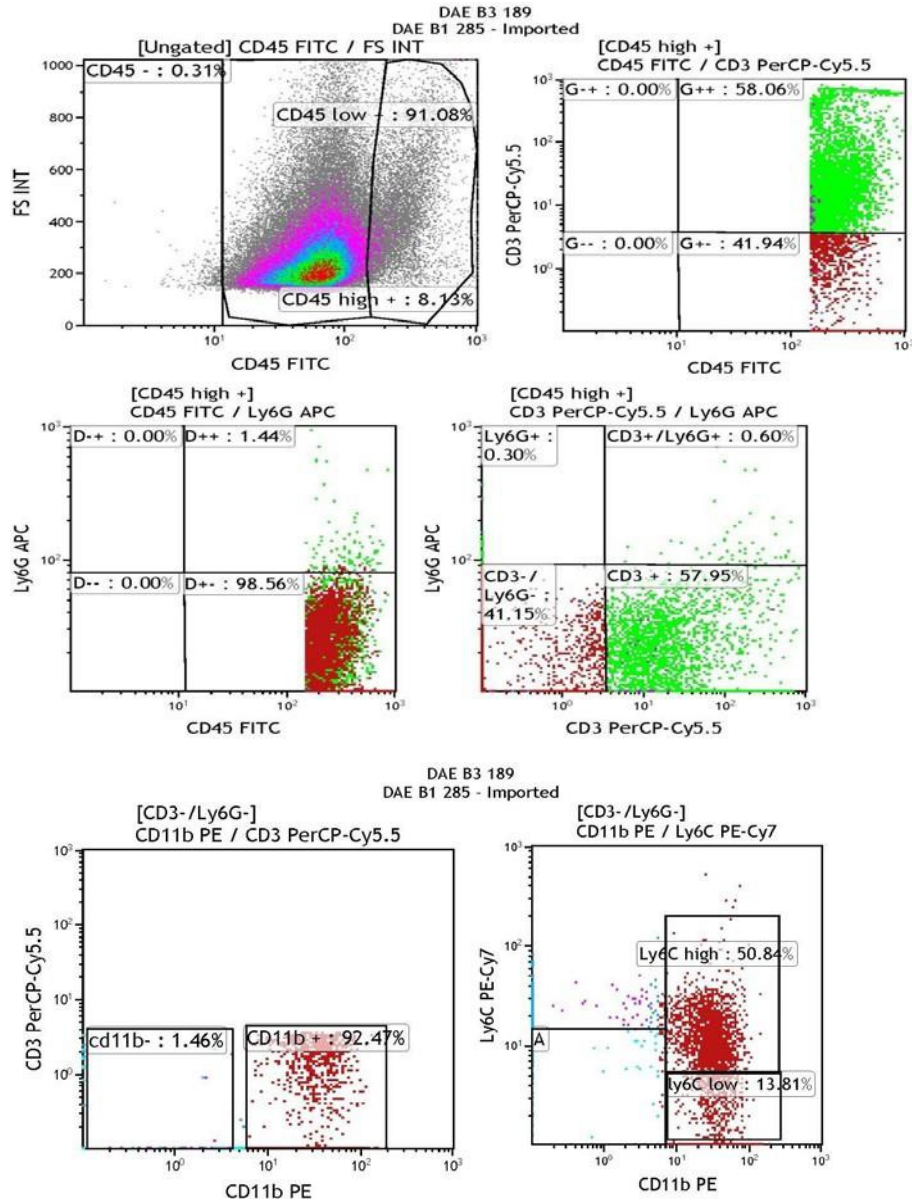 DAE B3 189
DAE B1 285 - Imported
[Ungated] CD45 FITC / FS INT
CD45 - : 0.31%
CD45 low - : 91.08%
CD45 high + : 8.13%
FS INT
1000
800
600
400
200
0
10¹
10²
10³
CD45 FITC
[CD45 high +]
CD45 FITC / CD3 PerCP-Cy5.5
G-+ : 0.00%
G++ : 58.06%
G-- : 0.00%
G+- : 41.94%
CD3 PerCP-Cy5.5
10³
10²
10¹
10⁰
10¹
10²
10³
CD45 FITC
[CD45 high +]
CD45 FITC / Ly6G APC
D-+ : 0.00%
D++ : 1.44%
D-- : 0.00%
D+- : 98.56%
Ly6G APC
10³
10²
10¹
10²
10³
CD45 FITC
[CD45 high +]
CD3 PerCP-Cy5.5 / Ly6G APC
Ly6G+ :
0.30%
CD3+/Ly6G+ : 0.60%
CD3-/
Ly6G- :
41.15%
CD3 + : 57.95%
Ly6G APC
10³
10²
10⁰
10¹
10²
10³
CD3 PerCP-Cy5.5
DAE B3 189
DAE B1 285 - Imported
[CD3-/Ly6G-]
CD11b PE / CD3 PerCP-Cy5.5
cd11b- : 1.46%
CD11b + : 92.47%
CD3 PerCP-Cy5.5
10³
10²
10¹
10⁰
10⁰
10¹
10²
10³
CD11b PE
[CD3-/Ly6G-]
CD11b PE / Ly6C PE-Cy7
Ly6C high : 50.84%
A
ly6C low : 13.81%
Ly6C PE-Cy7
10³
10²
10¹
10⁰
10¹
10²
10³
CD11b PE